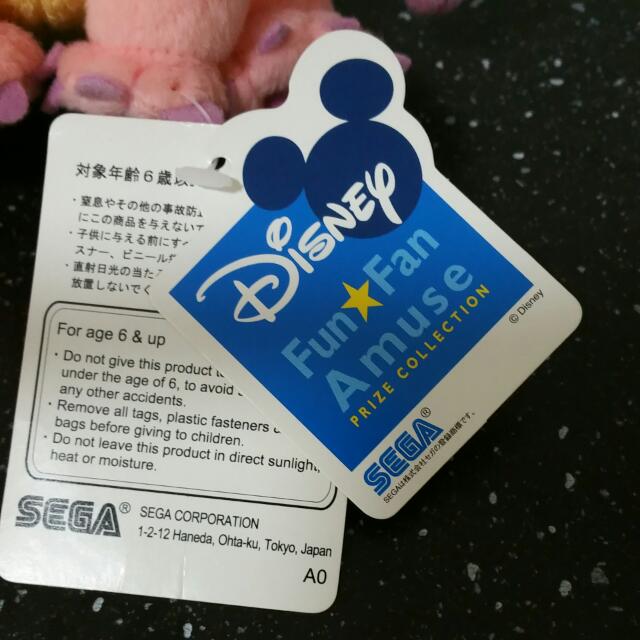 対象年齢6歳以
・窒息やその他の事故防
にこの商品を与えないで
・子供に与える前にすべ
スナー、ビニール
・直射日光の当たる
放置しないでく
For age 6 & up
・Do not give this product t
under the age of 6, to avoid
any other accidents.
・Remove all tags, plastic fasteners
bags before giving to children.
・Do not leave this product in direct sunlight,
heat or moisture.
SEGA® SEGA CORPORATION
1-2-12 Haneda, Ohta-ku, Tokyo, Japan
A0
Disney
Fun★Fan
Amuse
PRIZE COLLECTION
© Disney
SEGA®
SEGAは株式会社セガの登録商標です。